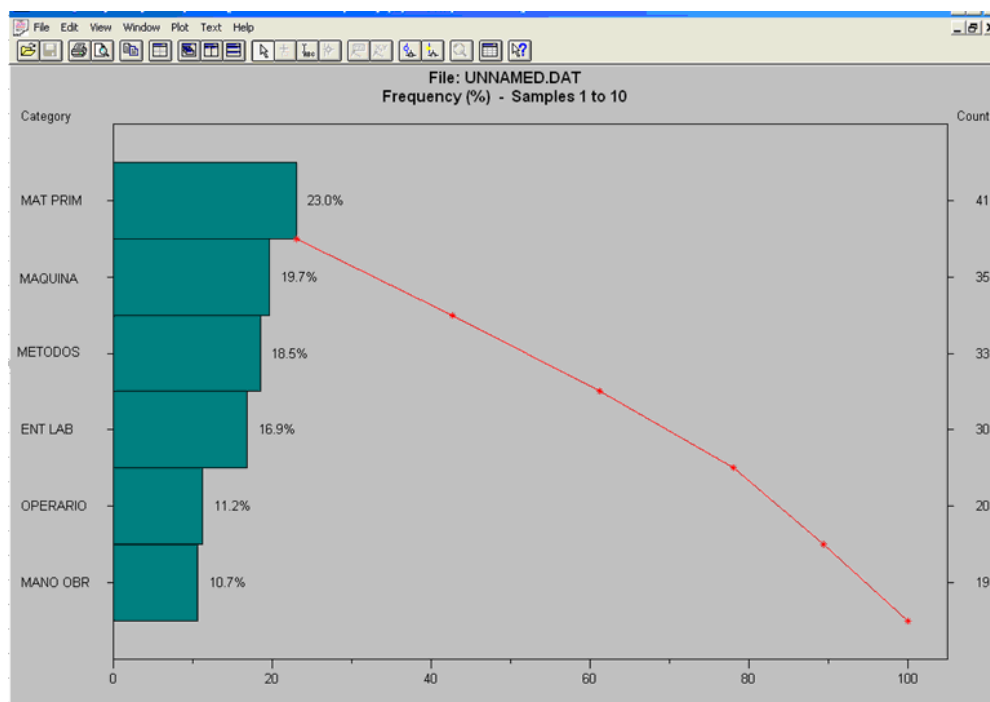 File Edit View Window Plot Text Help
File: UNNAMED.DAT
Frequency (%) - Samples 1 to 10
Category Count
MAT PRIM 23.0% 41
MAQUINA 19.7% 35
METODOS 18.5% 33
ENT LAB 16.9% 30
OPERARIO 11.2% 20
MANO OBR 10.7% 19
0 20 40 60 80 100